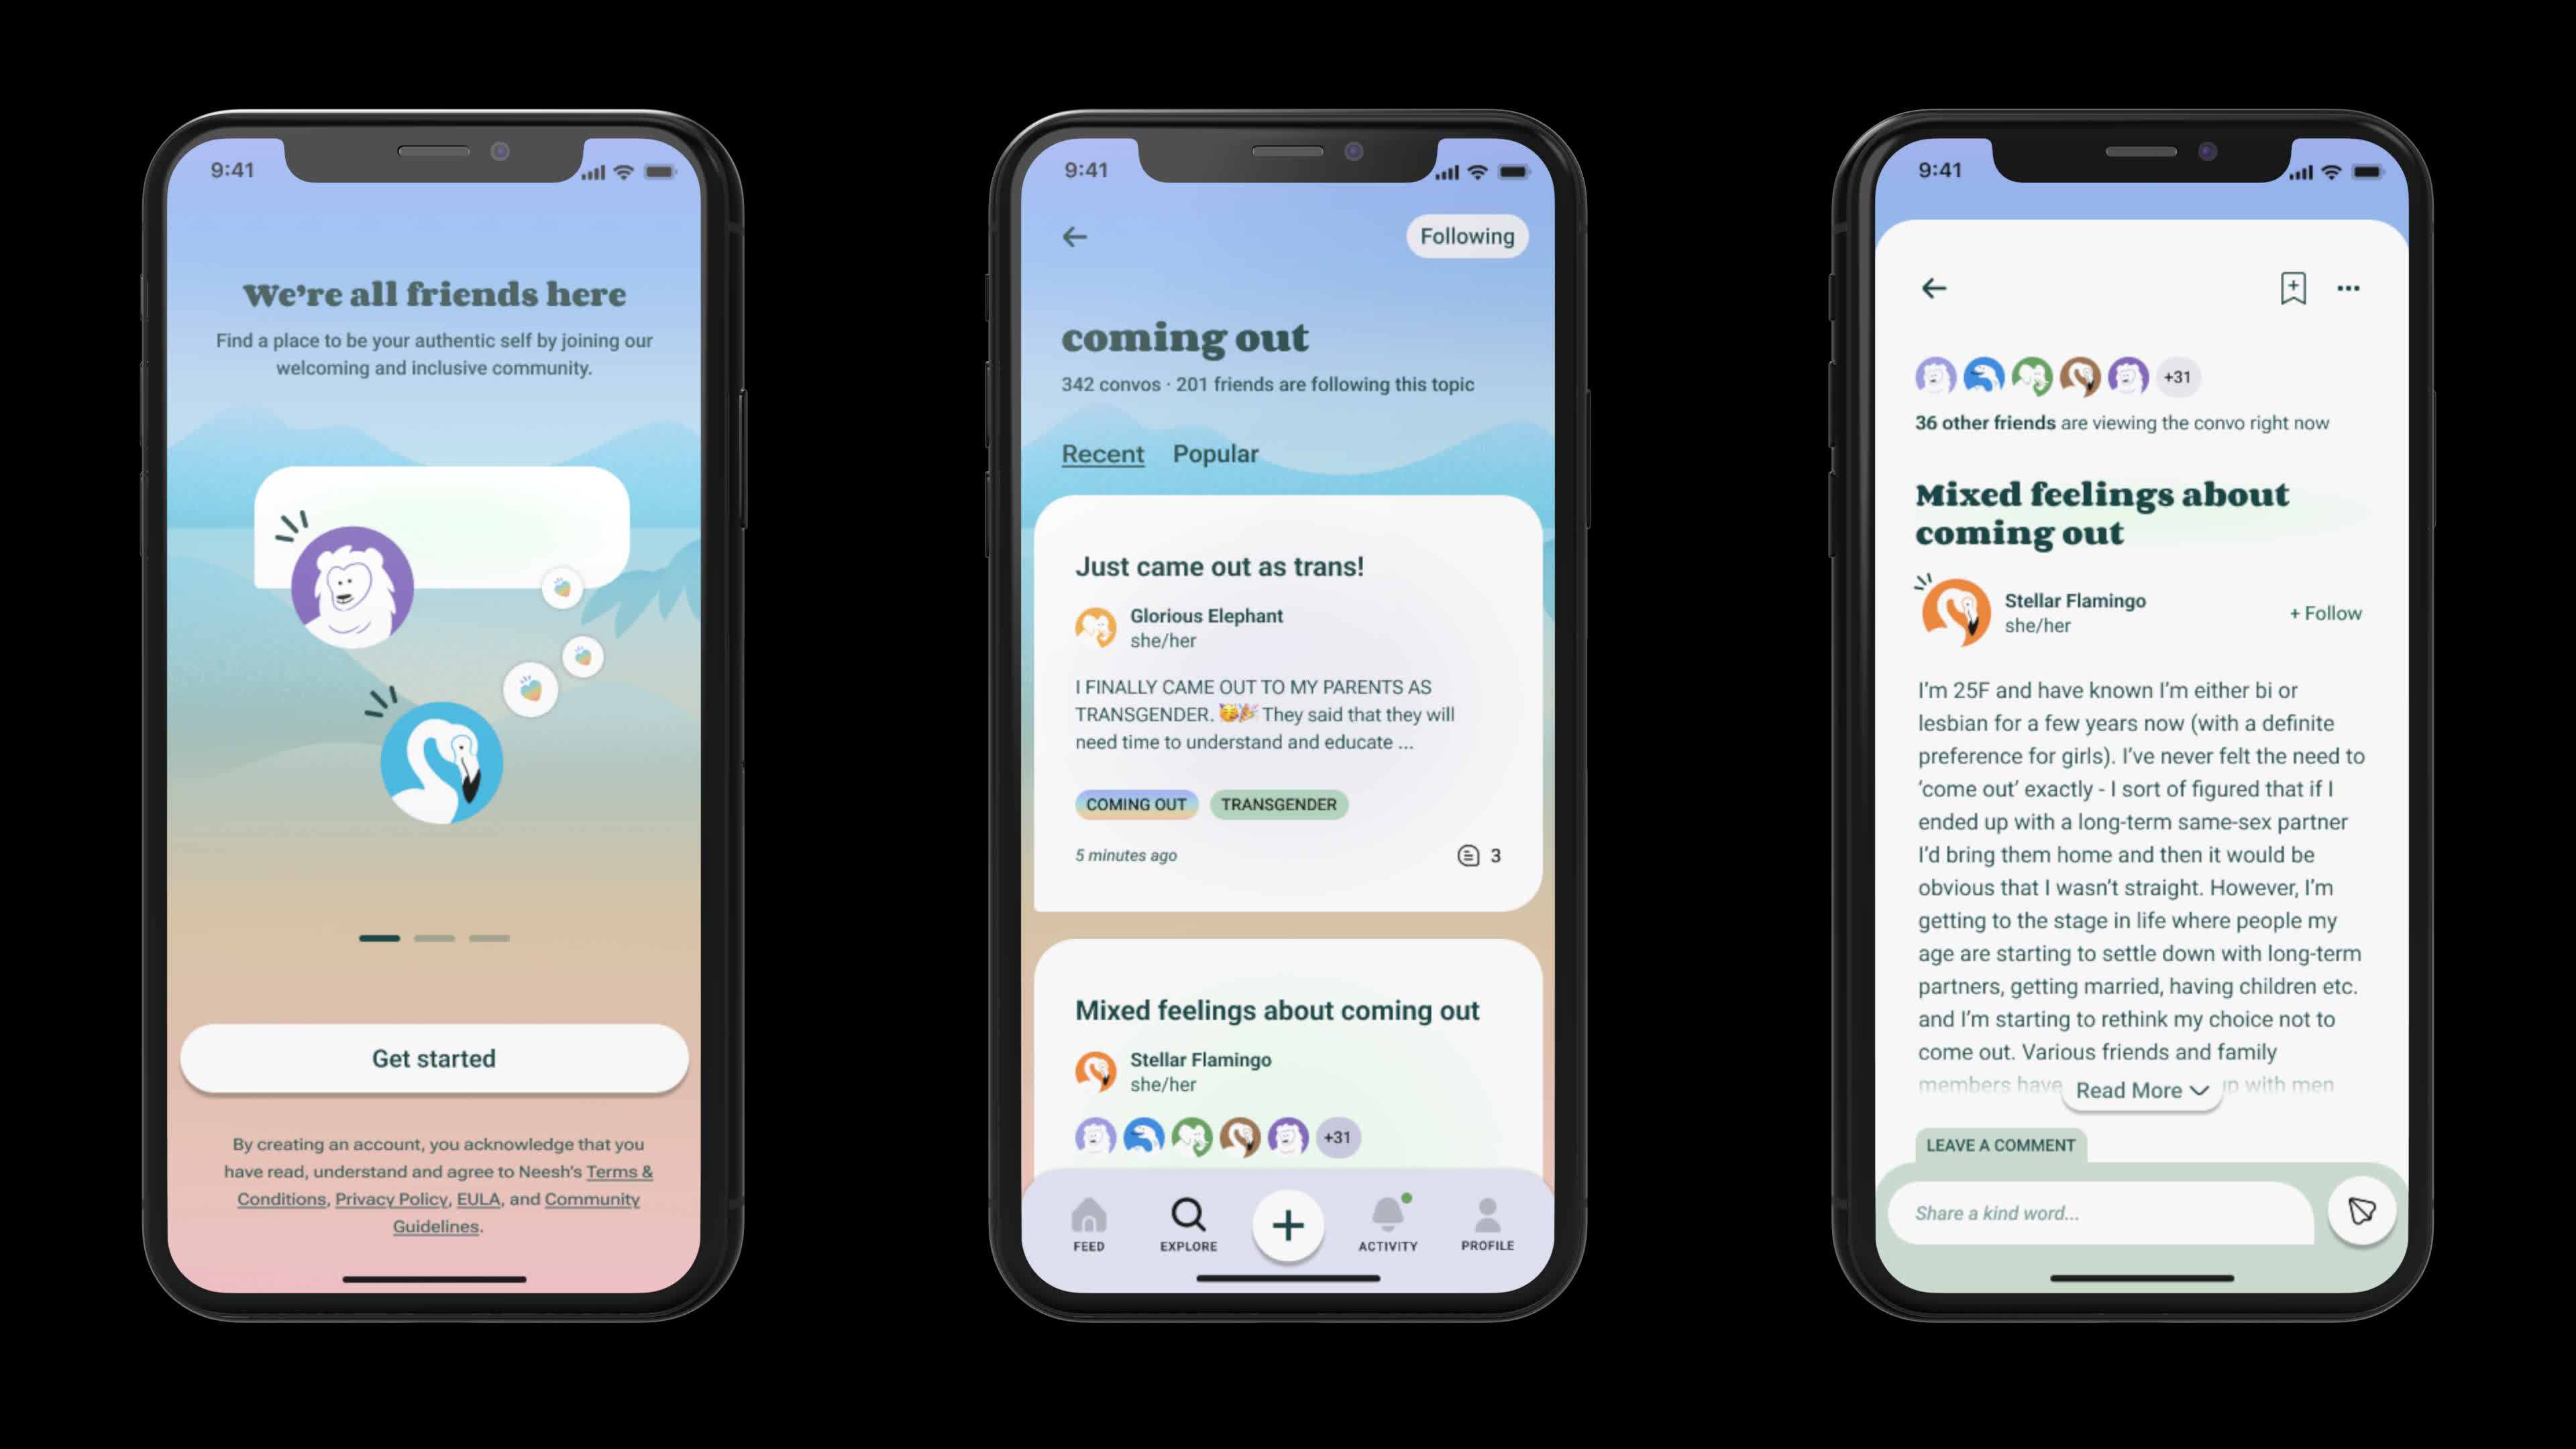 9:41
We're all friends here
Find a place to be your authentic self by joining our
welcoming and inclusive community.
Get started
By creating an account, you acknowledge that you
have read, understand and agree to Neesh's Terms &
Conditions, Privacy Policy, EULA, and Community
Guidelines.
9:41
Following
coming out
342 convos · 201 friends are following this topic
Recent Popular
Just came out as trans!
Glorious Elephant
she/her
I FINALLY CAME OUT TO MY PARENTS AS
TRANSGENDER. 🥳🎉 They said that they will
need time to understand and educate ...
COMING OUT TRANSGENDER
5 minutes ago 3
Mixed feelings about coming out
Stellar Flamingo
she/her
+31
FEED EXPLORE ACTIVITY PROFILE
9:41
+31
36 other friends are viewing the convo right now
Mixed feelings about
coming out
Stellar Flamingo
she/her
+ Follow
I'm 25F and have known I'm either bi or
lesbian for a few years now (with a definite
preference for girls). I've never felt the need to
‘come out’ exactly - I sort of figured that if I
ended up with a long-term same-sex partner
I'd bring them home and then it would be
obvious that I wasn't straight. However, I'm
getting to the stage in life where people my
age are starting to settle down with long-term
partners, getting married, having children etc.
and I'm starting to rethink my choice not to
come out. Various friends and family
members have up with men
Read More
LEAVE A COMMENT
Share a kind word...